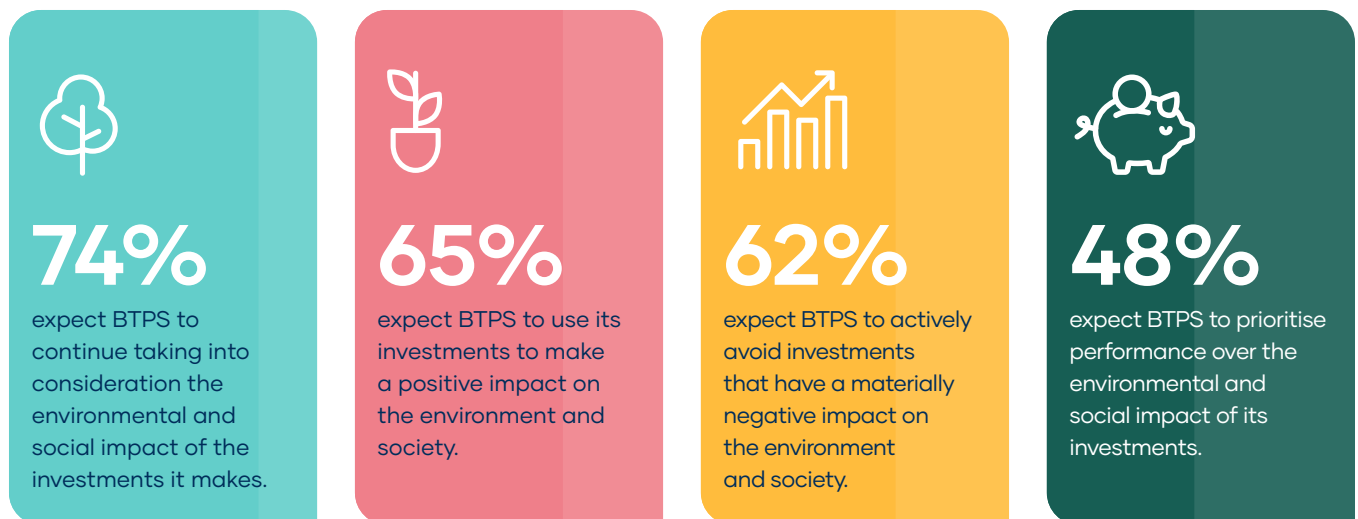 74%
expect BTPS to
continue taking into
consideration the
environmental and
social impact of the
investments it makes.
65%
expect BTPS to use its
investments to make
a positive impact on
the environment and
society.
62%
expect BTPS to actively
avoid investments
that have a materially
negative impact on
the environment
and society.
48%
expect BTPS to prioritise
performance over the
environmental and
social impact of its
investments.